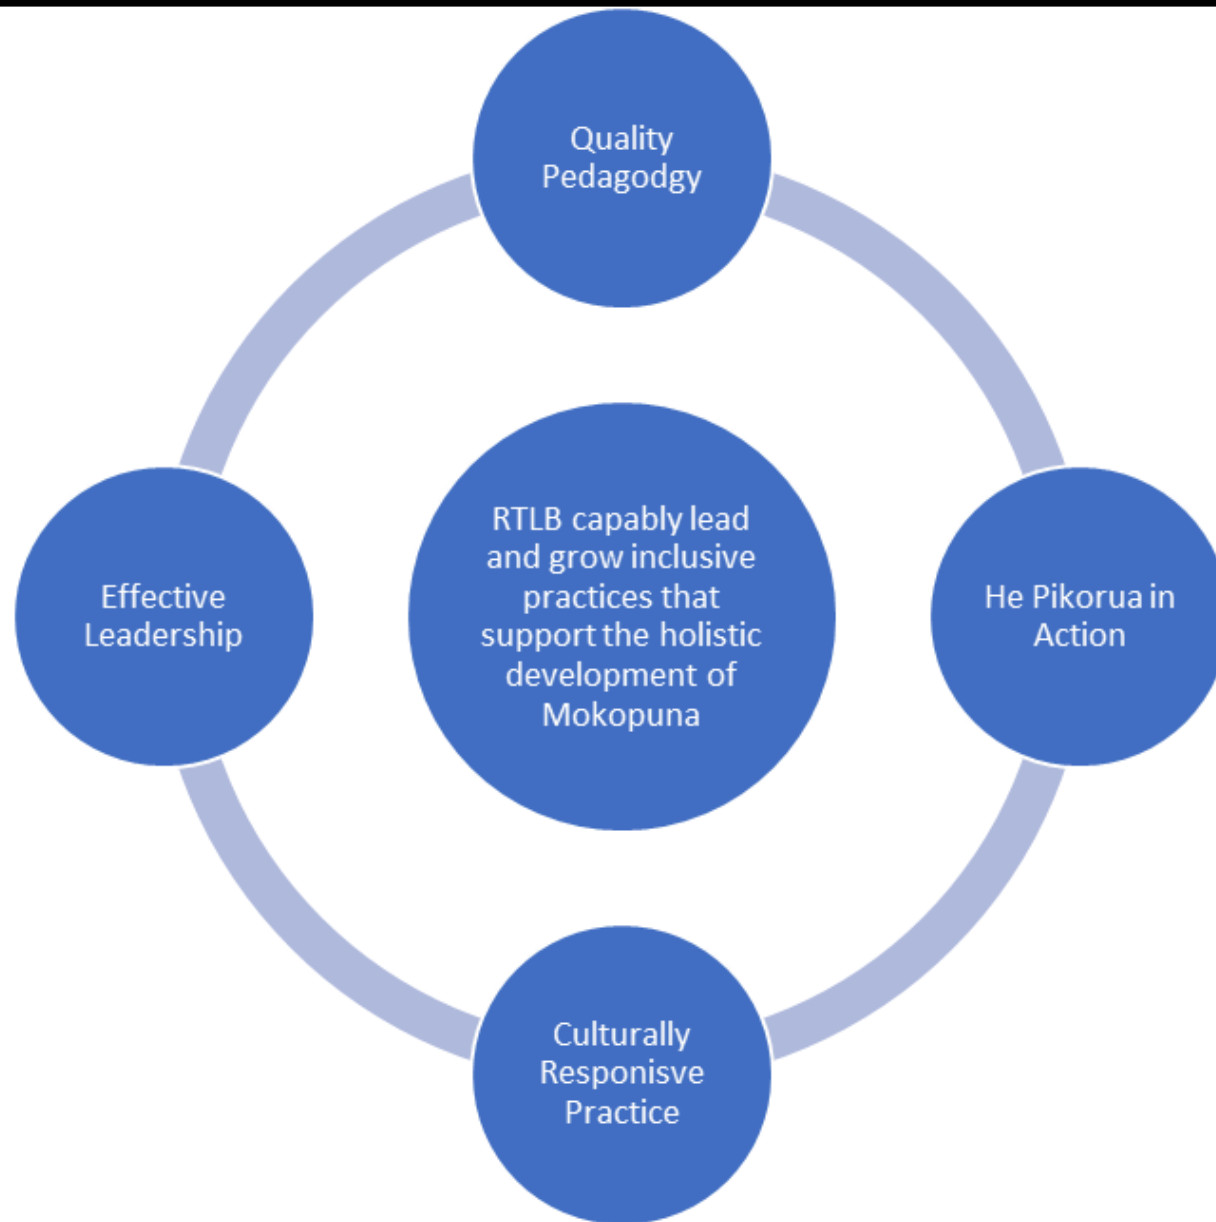 Quality
Pedagodgy
RTLB capably lead
and grow inclusive
practices that
support the holistic
development of
Mokopuna
Effective
Leadership
He Pikorua in
Action
Culturally
Responisve
Practice